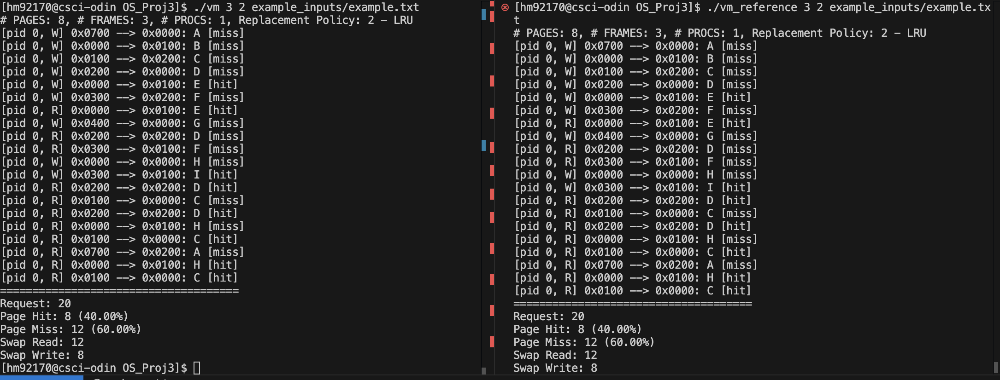 [hm92170@csci-odin OS_Proj3]$ ./vm 3 2 example_inputs/example.txt
# PAGES: 8, # FRAMES: 3, # PROCS: 1, Replacement Policy: 2 - LRU
[pid 0, W] 0x0700 --> 0x0000: A [miss]
[pid 0, W] 0x0000 --> 0x0100: B [miss]
[pid 0, W] 0x0100 --> 0x0200: C [miss]
[pid 0, W] 0x0200 --> 0x0000: D [miss]
[pid 0, W] 0x0000 --> 0x0100: E [hit]
[pid 0, W] 0x0300 --> 0x0200: F [miss]
[pid 0, R] 0x0000 --> 0x0100: E [hit]
[pid 0, W] 0x0400 --> 0x0000: G [miss]
[pid 0, R] 0x0200 --> 0x0200: D [miss]
[pid 0, R] 0x0300 --> 0x0100: F [miss]
[pid 0, W] 0x0000 --> 0x0000: H [miss]
[pid 0, W] 0x0300 --> 0x0100: I [hit]
[pid 0, R] 0x0200 --> 0x0200: D [hit]
[pid 0, R] 0x0100 --> 0x0000: C [miss]
[pid 0, R] 0x0200 --> 0x0200: D [hit]
[pid 0, R] 0x0000 --> 0x0100: H [miss]
[pid 0, R] 0x0100 --> 0x0000: C [hit]
[pid 0, R] 0x0700 --> 0x0200: A [miss]
[pid 0, R] 0x0000 --> 0x0100: H [hit]
[pid 0, R] 0x0100 --> 0x0000: C [hit]
=====================================
Request: 20
Page Hit: 8 (40.00%)
Page Miss: 12 (60.00%)
Swap Read: 12
Swap Write: 8
[hm92170@csci-odin OS_Proj3]$
[hm92170@csci-odin OS_Proj3]$ ./vm_reference 3 2 example_inputs/example.tx
t
# PAGES: 8, # FRAMES: 3, # PROCS: 1, Replacement Policy: 2 - LRU
[pid 0, W] 0x0700 --> 0x0000: A [miss]
[pid 0, W] 0x0000 --> 0x0100: B [miss]
[pid 0, W] 0x0100 --> 0x0200: C [miss]
[pid 0, W] 0x0200 --> 0x0000: D [miss]
[pid 0, W] 0x0000 --> 0x0100: E [hit]
[pid 0, W] 0x0300 --> 0x0200: F [miss]
[pid 0, R] 0x0000 --> 0x0100: E [hit]
[pid 0, W] 0x0400 --> 0x0000: G [miss]
[pid 0, R] 0x0200 --> 0x0200: D [miss]
[pid 0, R] 0x0300 --> 0x0100: F [miss]
[pid 0, W] 0x0000 --> 0x0000: H [miss]
[pid 0, W] 0x0300 --> 0x0100: I [hit]
[pid 0, R] 0x0200 --> 0x0200: D [hit]
[pid 0, R] 0x0100 --> 0x0000: C [miss]
[pid 0, R] 0x0200 --> 0x0200: D [hit]
[pid 0, R] 0x0000 --> 0x0100: H [miss]
[pid 0, R] 0x0100 --> 0x0000: C [hit]
[pid 0, R] 0x0700 --> 0x0200: A [miss]
[pid 0, R] 0x0000 --> 0x0100: H [hit]
[pid 0, R] 0x0100 --> 0x0000: C [hit]
=====================================
Request: 20
Page Hit: 8 (40.00%)
Page Miss: 12 (60.00%)
Swap Read: 12
Swap Write: 8